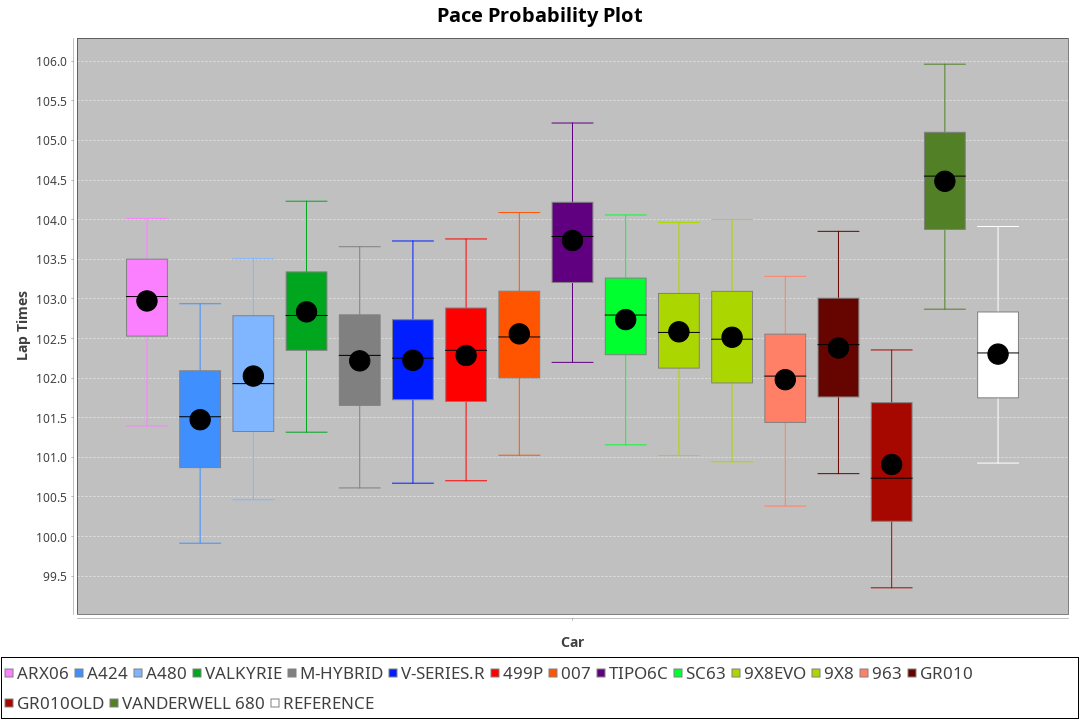 Pace Probability Plot
106.0
105.5
105.0
104.5
104.0
103.5
103.0
102.5
102.0
101.5
101.0
100.5
100.0
99.5
Lap Times
Car
ARX06 A424 A480 VALKYRIE M-HYBRID V-SERIES.R 499P 007 TIPO6C SC63 9X8EVO 9X8 963 GR010
GR010OLD VANDERWELL 680 REFERENCE